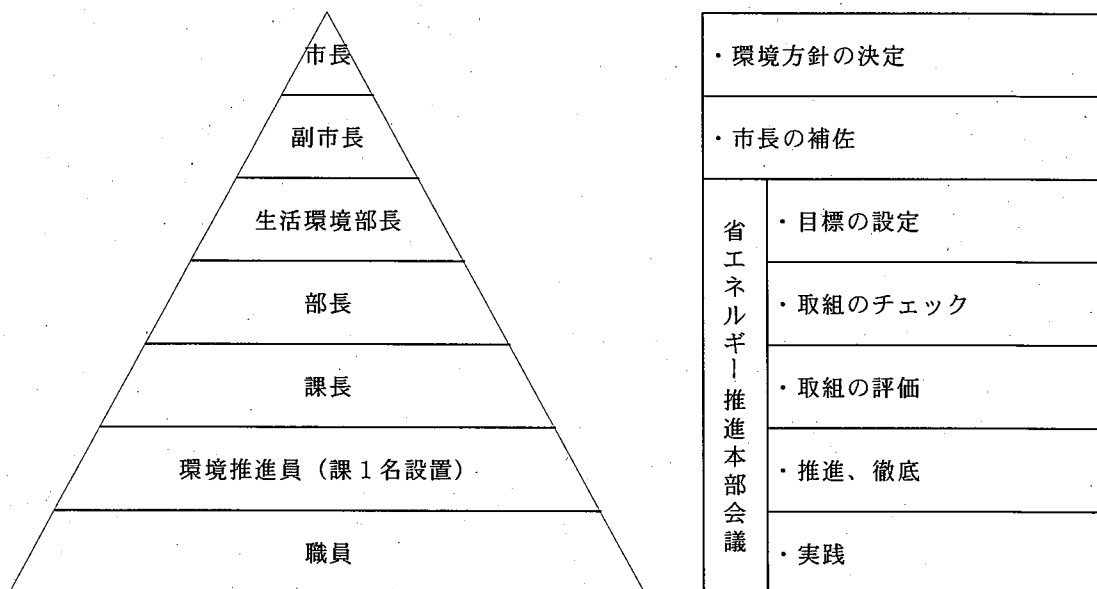 市長
副市長
生活環境部長
部長
課長
環境推進員（課１名設置）
職員
・環境方針の決定
・市長の補佐
省エネルギー推進本部会議
・目標の設定
・取組のチェック
・取組の評価
・推進、徹底
・実践